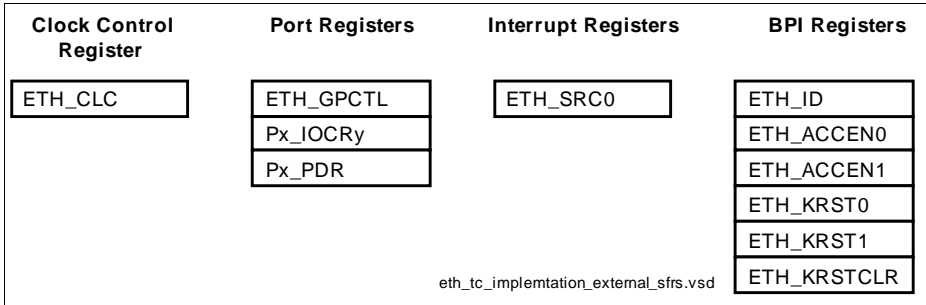 Clock Control
Register
Port Registers
Interrupt Registers
BPI Registers
ETH_CLC
ETH_GPCTL
Px_IOCRy
Px_PDR
ETH_SRC0
ETH_ID
ETH_ACCEN0
ETH_ACCEN1
ETH_KRST0
ETH_KRST1
ETH_KRSTCLR
eth_tc_implemtation_external_sfrs.vsd